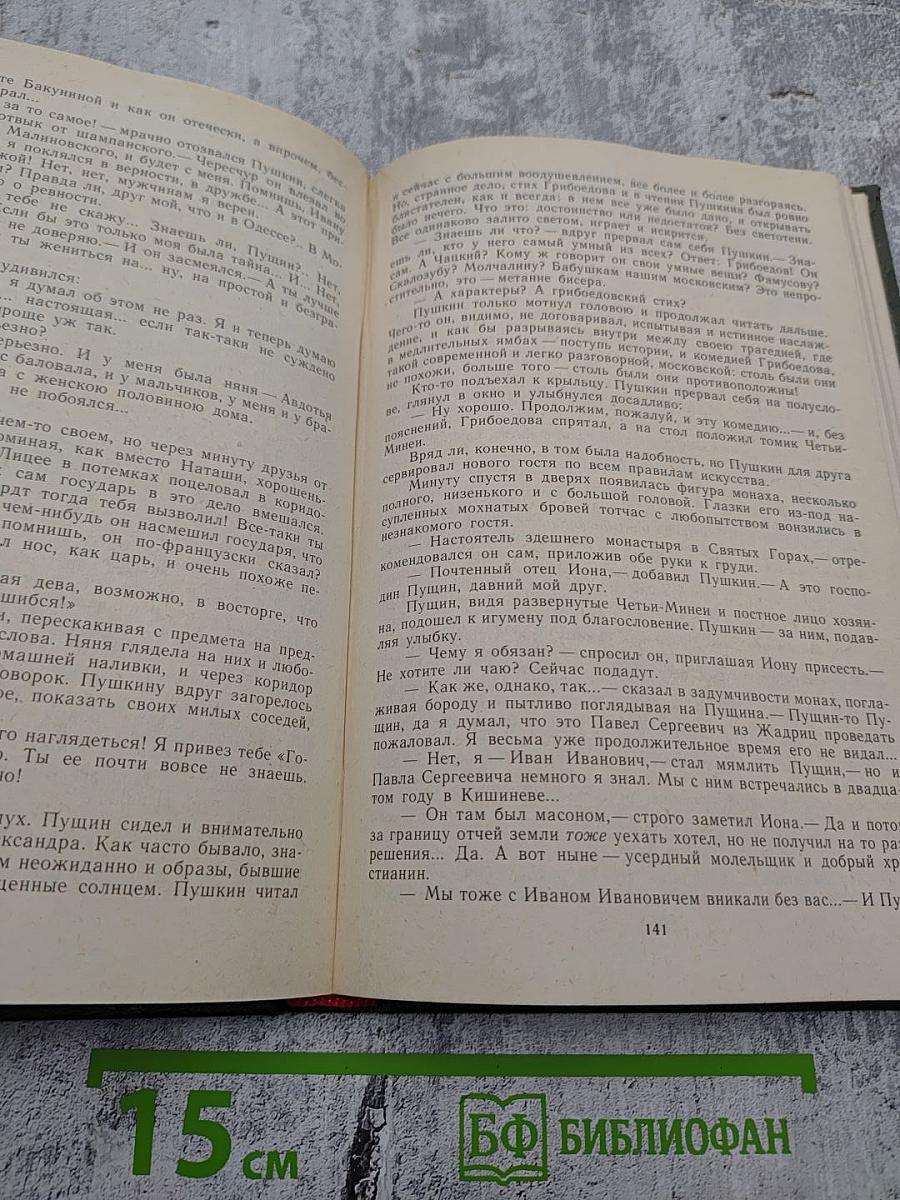 те Бакуниной и как он отечески, а впрочем, бес-
рал...
за то самое! — мрачно отозвался Пушкин, слегка
отвык от шампанского.— Чересчур он влезал во
Малиновского, и будет с меня. Помнишь, Ивану
я поклялся в верности, в дружбе... А этот при-
жой! Нет, нет, мужчинам я верен.
? Правда ли, друг мой, что и в Одессе?.. В Мо-
о о ревности.
тебе не скажу... Знаешь ли, Пущин?.. Нет,
Если бы это только моя была тайна... И... Нет,
не доверяю.— И он засмеялся.— А ты лучше
ты жениться на... ну, на простой и безгра-
удивился:
я думал об этом не раз. Я и теперь думаю
... настоящая... если так-таки не суждено
проще уж так.
ьезно?
ерьезно. И у меня была няня — Авдотья
с баловала, и у мальчиков, у меня и у бра-
а с женскою половиною дома.
не побоялся...
чем-то своем, но через минуту друзья от
оминая, как вместо Наташи, хорошень-
Лицее в потемках поцеловал в коридо-
сам государь в это дело вмешался.
рдт тогда тебя вызволил! Все-таки ты
чем-нибудь он насмешил государя, что
помнишь, он по-французски сказал?
л нос, как царь, и очень похоже пе-
ая дева, возможно, в восторге, что
шибся!»
и, перескакивая с предмета на пред-
слова. Няня глядела на них и любо-
омашней наливки, и через коридор
говорок. Пушкину вдруг загорелось
ое, показать своих милых соседей,
го наглядеться! Я привез тебе «Го-
о. Ты ее почти вовсе не знаешь.
но!
лух. Пущин сидел и внимательно
ександра. Как часто бывало, зна-
м неожиданно и образы, бывшие
щенные солнцем. Пушкин читал
и сейчас с большим воодушевлением, все более и более разгораясь.
Но, странное дело, стих Грибоедова и в чтении Пушкина был ровно
блистателен, как и всегда: в нем все уже было дано, и открывать
было нечего. Что это: достоинство или недостаток? Без светотени.
Все одинаково залито светом, играет и искрится.
— Знаешь ли что? — вдруг прервал сам себя Пушкин.— Зна-
ешь ли, кто у него самый умный из всех? Ответ: Грибоедов! Он
сам. А Чацкий? Кому ж говорит он свои умные вещи? Фамусову?
Скалозубу? Молчалину? Бабушкам нашим московским? Это непро-
стительно, это — метание бисера.
— А характеры? А грибоедовский стих?
Пушкин только мотнул головою и продолжал читать дальше.
Чего-то он, видимо, не договаривал, испытывая и истинное наслаж-
дение, и как бы разрываясь внутри между своею трагедией, где
в медлительных ямбах — поступь истории, и комедией Грибоедова,
такой современной и легко разговорной, московской: столь были они
не похожи, больше того — столь были они противоположны!
Кто-то подъехал к крыльцу. Пушкин прервал себя на полусло-
ве, глянул в окно и улыбнулся досадливо:
— Ну хорошо. Продолжим, пожалуй, и эту комедию...— и, без
пояснений, Грибоедова спрятал, а на стол положил томик Четьи-
Минеи.
Вряд ли, конечно, в том была надобность, но Пушкин для друга
сервировал нового гостя по всем правилам искусства.
Минуту спустя в дверях появилась фигура монаха, несколько
полного, низенького и с большой головой. Глазки его из-под на-
супленных мохнатых бровей тотчас с любопытством вонзились в
незнакомого гостя.
— Настоятель здешнего монастыря в Святых Горах,— отре-
комендовался он сам, приложив обе руки к груди.
— Почтенный отец Иона,— добавил Пушкин.— А это госпо-
дин Пущин, давний мой друг.
Пущин, видя развернутые Четьи-Минеи и постное лицо хозяи-
на, подошел к игумену под благословение. Пушкин — за ним, подав-
ляя улыбку.
— Чему я обязан? — спросил он, приглашая Иону присесть.—
Не хотите ли чаю? Сейчас подадут.
— Как же, однако, так...— сказал в задумчивости монах, погла-
живая бороду и пытливо поглядывая на Пущина.— Пущин-то Пу-
щин, да я думал, что это Павел Сергеевич из Жадриц проведать
пожаловал. Я весьма уже продолжительное время его не видал...
— Нет, я — Иван Иванович,— стал мямлить Пущин,— но и
Павла Сергеевича немного я знал. Мы с ним встречались в двадца-
том году в Кишиневе...
— Он там был масоном,— строго заметил Иона.— Да и пото
за границу отчей земли тоже уехать хотел, но не получил на то раз
решения... Да. А вот ныне — усердный молельщик и добрый хр
стианин.
— Мы тоже с Иваном Ивановичем вникали без вас...— И Пу
141
15 см
БФ БИБЛИОФАН